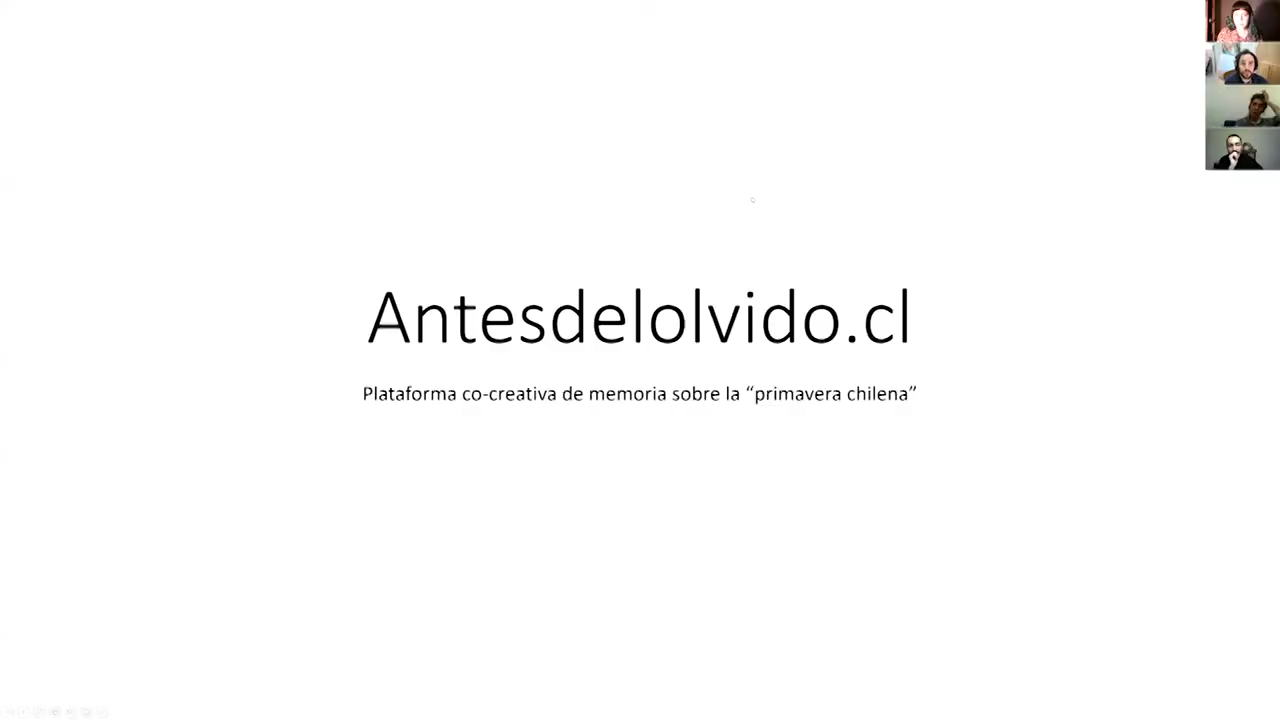 Antesdelolvido.cl
Plataforma co-creativa de memoria sobre la “primavera chilena”